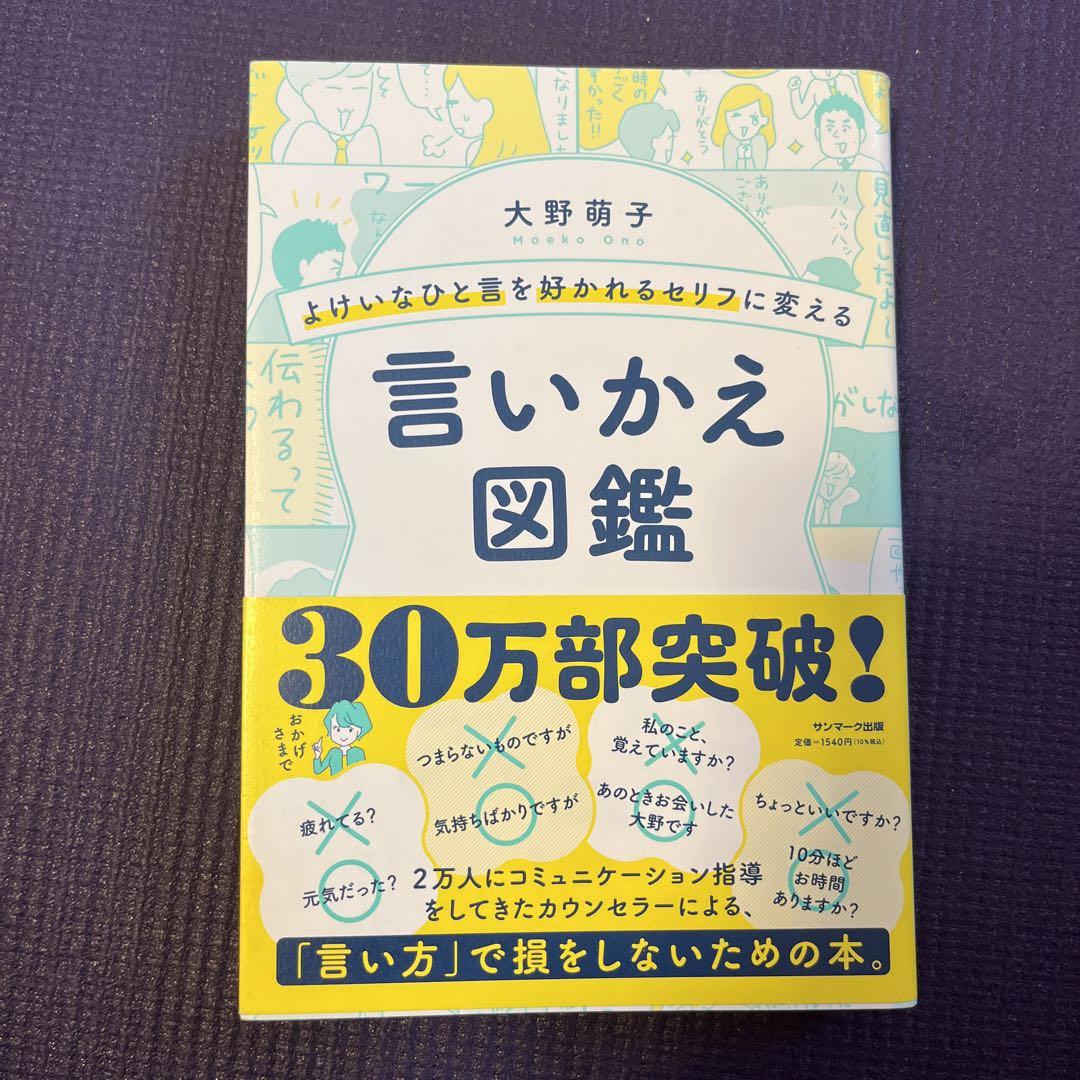 大野萌子
Moeko Ono
よけいなひと言を好かれるセリフに変える
言いかえ
図鑑
30万部突破！
おかげ
さまで
サンマーク出版
定価=1540円(10%税込)
つまらないものですが
気持ちばかりですが
私のこと、
覚えていますか？
あのときお会いした
大野です
疲れてる？
元気だった？
ちょっといいですか？
10分ほど
お時間
ありますか？
2万人にコミュニケーション指導
をしてきたカウンセラーによる、
「言い方」で損をしないための本。
ありがとう
ハッハッハッ
見直したよ〜
伝わるって